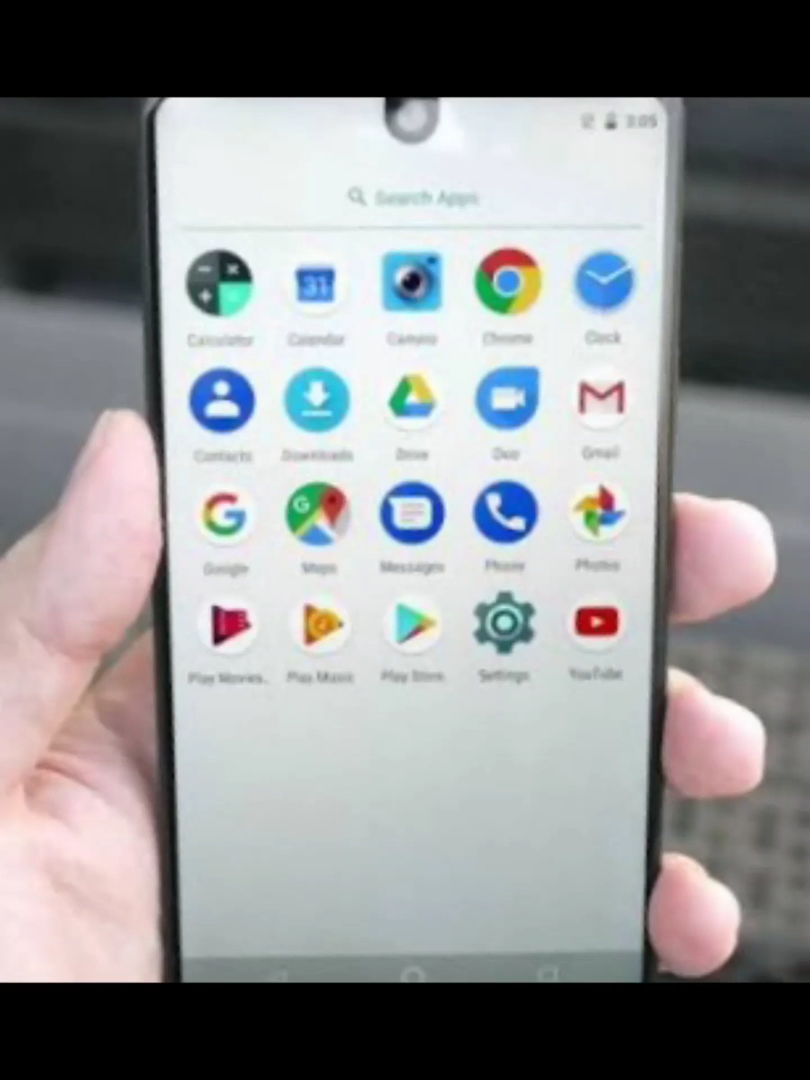 3:05
Search Apps
31
Calculator Calendar Camera Chrome Clock
Contacts Downloads Drive Duo Gmail
G
Google Maps Messages Phone Photos
Play Movies.. Play Music Play Store Settings YouTube